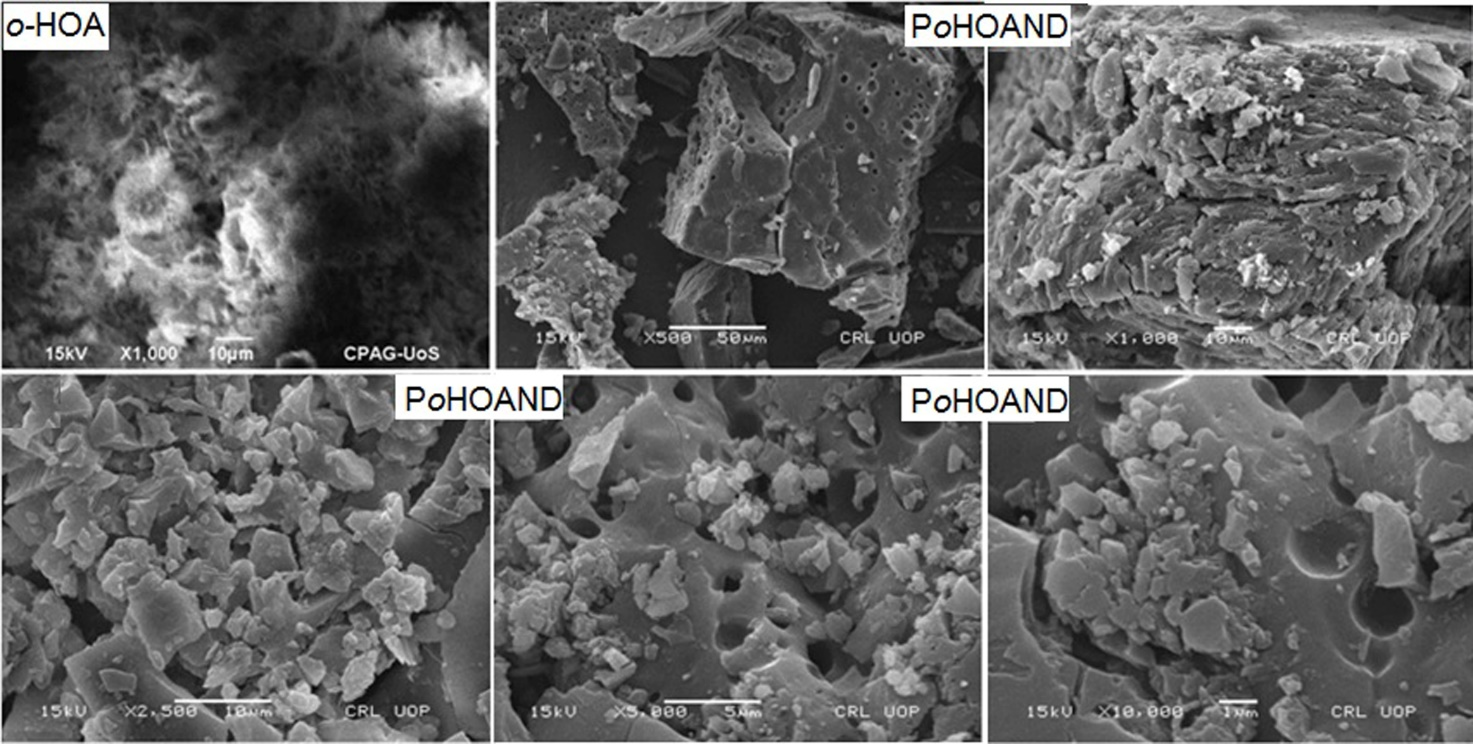 o-HOA
PoHOAND
15kV X1,000 10µm CPAG-UoS
15kV X500 50µm CRL UOP
15kV X1,000 10µm CRL UOP
PoHOAND
PoHOAND
15kV X2,500 10µm CRL UOP
15kV X5,000 5µm CRL UOP
15kV X10,000 1µm CRL UOP